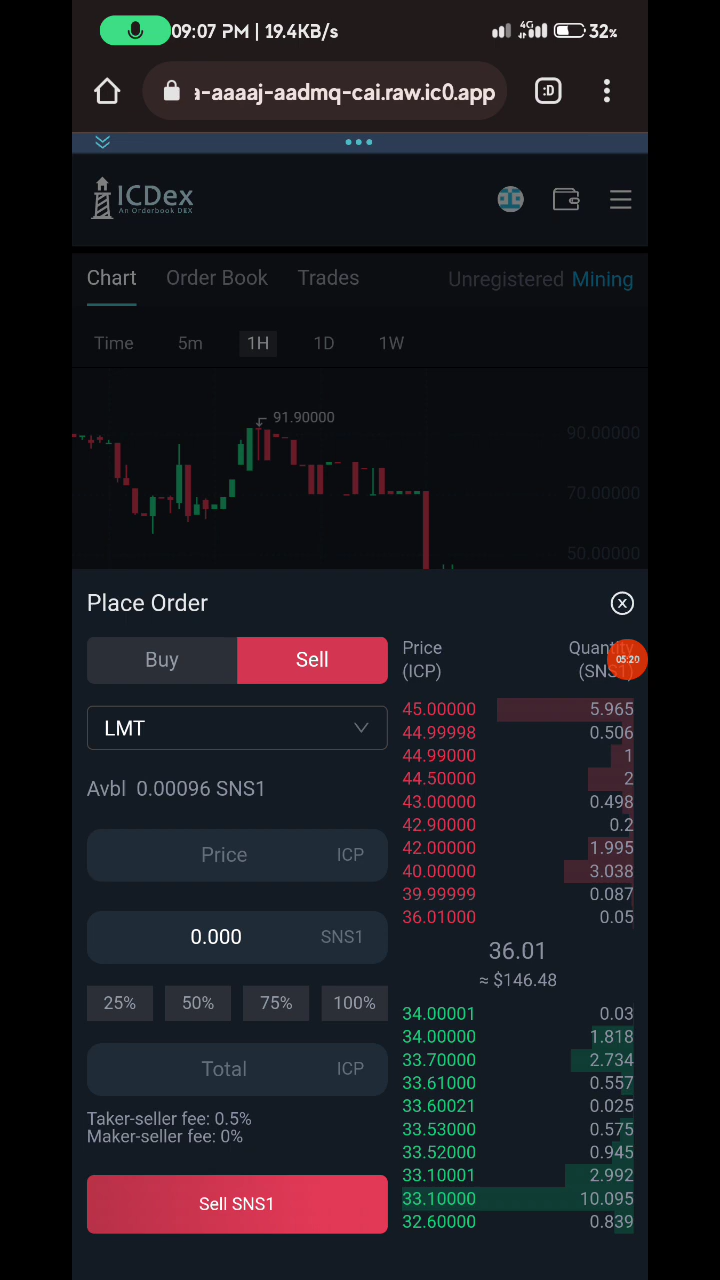 09:07 PM | 19.4KB/s
4G
32%
a-aaaaj-aadmq-cai.raw.ic0.app
:D
ICDex
An Orderbook DEX
Chart Order Book Trades Unregistered Mining
Time 5m 1H 1D 1W
91.90000
90.00000
70.00000
50.00000
Place Order
Buy Sell
LMT
Avbl 0.00096 SNS1
Price ICP
0.000 SNS1
25% 50% 75% 100%
Total ICP
Taker-seller fee: 0.5%
Maker-seller fee: 0%
Sell SNS1
Price Quantity
(ICP) (SNS1)
05:20
45.00000 5.965
44.99998 0.506
44.99000 1
44.50000 2
43.00000 0.498
42.90000 0.2
42.00000 1.995
40.00000 3.038
39.99999 0.087
36.01000 0.05
36.01
≈ $146.48
34.00001 0.03
34.00000 1.818
33.70000 2.734
33.61000 0.557
33.60021 0.025
33.53000 0.575
33.52000 0.945
33.10001 2.992
33.10000 10.095
32.60000 0.839